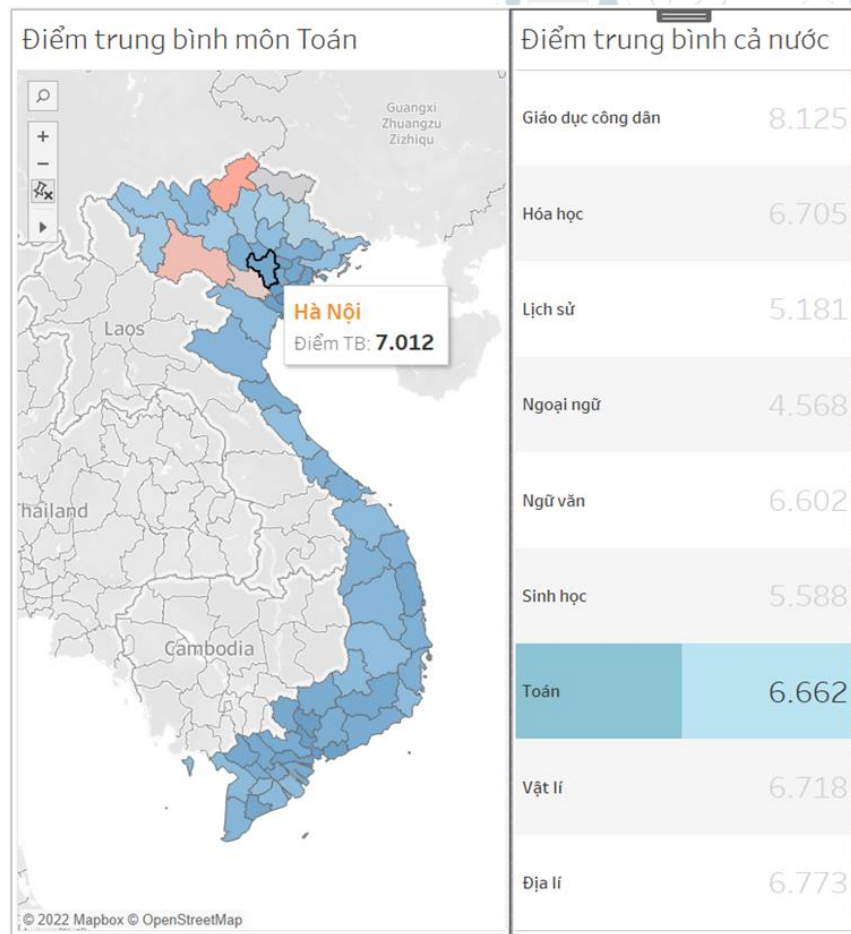 Điểm trung bình môn Toán
Guangxi
Zhuangzu
Zizhiqu
Laos
Hà Nội
Điểm TB: 7.012
hailand
Cambodia
© 2022 Mapbox © OpenStreetMap
Điểm trung bình cả nước
Giáo dục công dân 8.125
Hóa học 6.705
Lịch sử 5.181
Ngoại ngữ 4.568
Ngữ văn 6.602
Sinh học 5.588
Toán 6.662
Vật lí 6.718
Địa lí 6.773